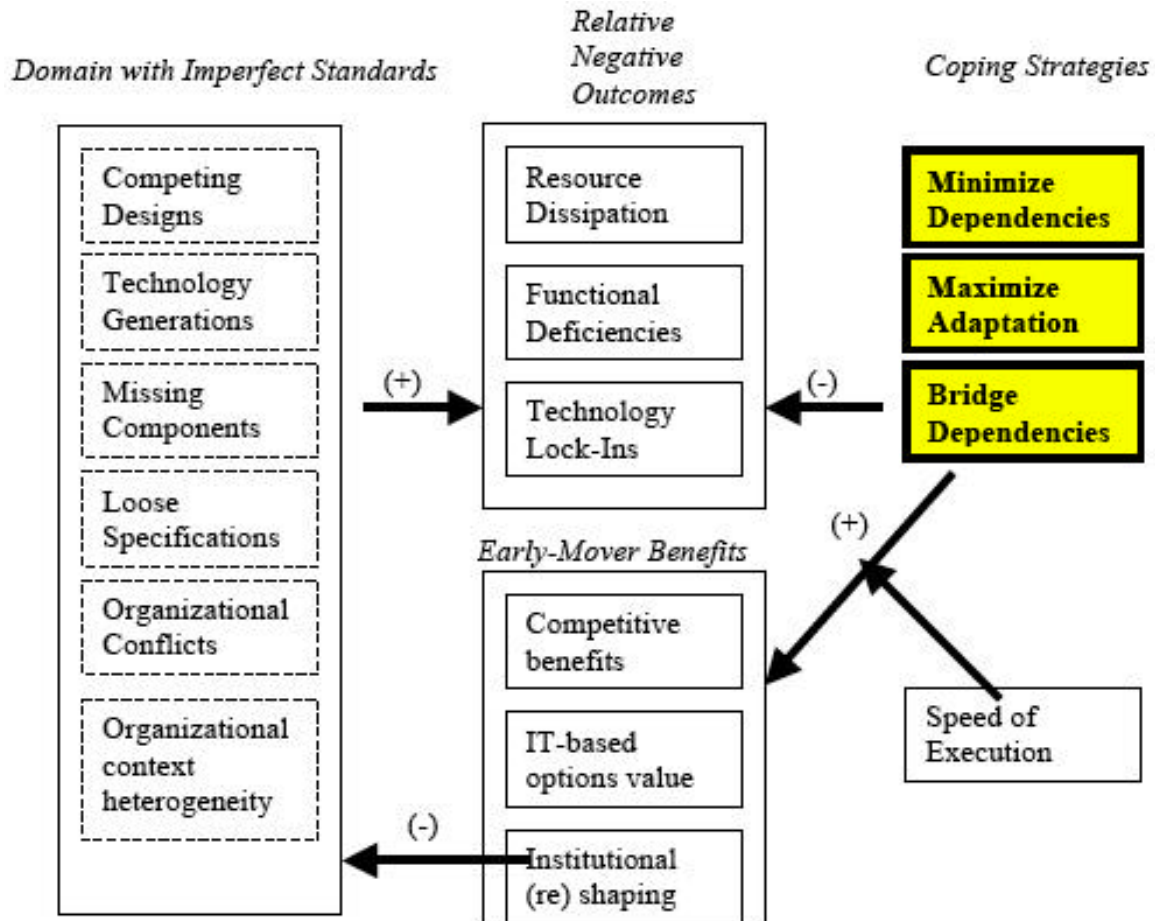 Domain with Imperfect Standards
Competing
Designs
Technology
Generations
Missing
Components
Loose
Specifications
Organizational
Conflicts
Organizational
context
heterogeneity
(+)
Relative
Negative
Outcomes
Resource
Dissipation
Functional
Deficiencies
Technology
Lock-Ins
(-)
Coping Strategies
Minimize
Dependencies
Maximize
Adaptation
Bridge
Dependencies
(+)
Early-Mover Benefits
Competitive
benefits
IT-based
options value
Institutional
(re) shaping
(-)
Speed of
Execution